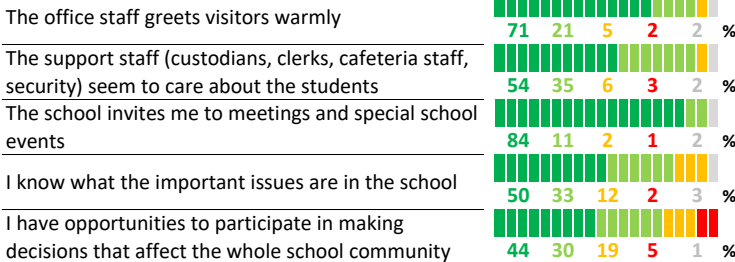 The office staff greets visitors warmly
71 21 5 2 2 %
The support staff (custodians, clerks, cafeteria staff,
security) seem to care about the students
54 35 6 3 2 %
The school invites me to meetings and special school
events
84 11 2 1 2 %
I know what the important issues are in the school
50 33 12 2 3 %
I have opportunities to participate in making
decisions that affect the whole school community
44 30 19 5 1 %